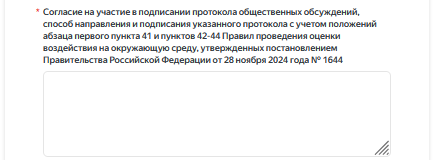 * Согласие на участие в подписании протокола общественных обсуждений,
способ направления и подписания указанного протокола с учетом положений
абзаца первого пункта 41 и пунктов 42-44 Правил проведения оценки
воздействия на окружающую среду, утвержденных постановлением
Правительства Российской Федерации от 28 ноября 2024 года № 1644